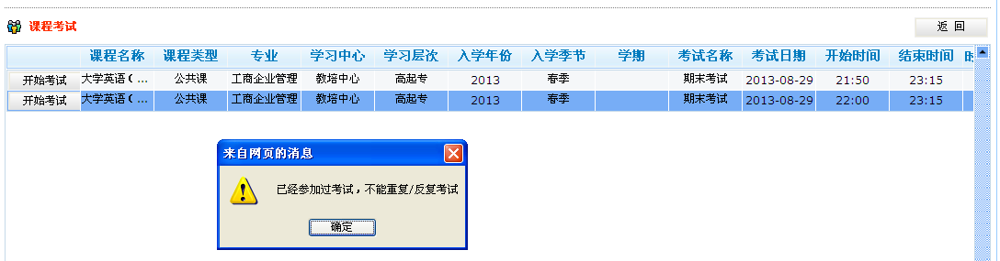 课程考试
返 回
课程名称 课程类型 专业 学习中心 学习层次 入学年份 入学季节 学期 考试名称 考试日期 开始时间 结束时间
开始考试 大学英语 ( ... 公共课 工商企业管理 教培中心 高起专 2013 春季 期末考试 2013-08-29 21:50 23:15
开始考试 大学英语 ( ... 公共课 工商企业管理 教培中心 高起专 2013 春季 期末考试 2013-08-29 22:00 23:15
来自网页的消息
已经参加过考试，不能重复/反复考试
确定